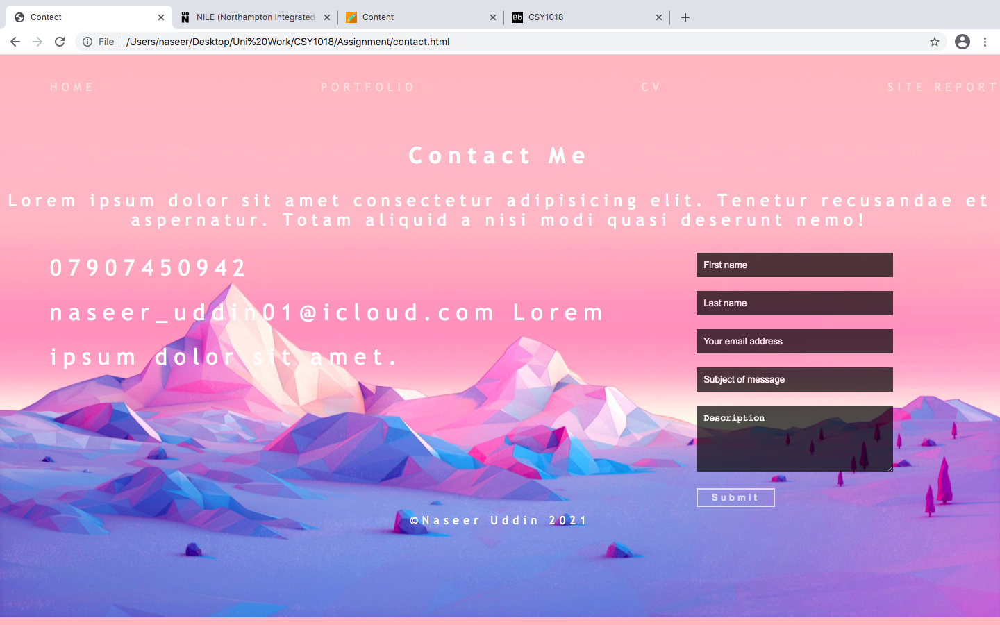 Contact
NILE (Northampton Integrated
Content
Bb CSY1018
File /Users/naseer/Desktop/Uni%20Work/CSY1018/Assignment/contact.html
HOME PORTFOLIO CV SITE REPORT
Contact Me
Lorem ipsum dolor sit amet consectetur adipisicing elit. Tenetur recusandae et
aspernatur. Totam aliquid a nisi modi quasi deserunt nemo!
07907450942
naseer_uddin01@icloud.com Lorem
ipsum dolor sit amet.
First name
Last name
Your email address
Subject of message
Description
Submit
©Naseer Uddin 2021